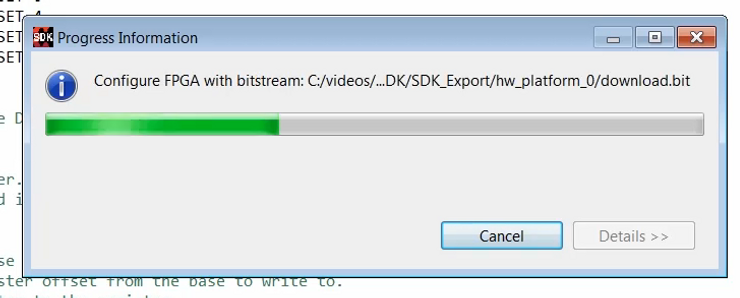 SET 4
SDK Progress Information
SET
SET
Configure FPGA with bitstream: C:/videos/...DK/SDK_Export/hw_platform_0/download.bit
e D
er.
d i
Cancel Details >>
se
ster offset from the base to write to.